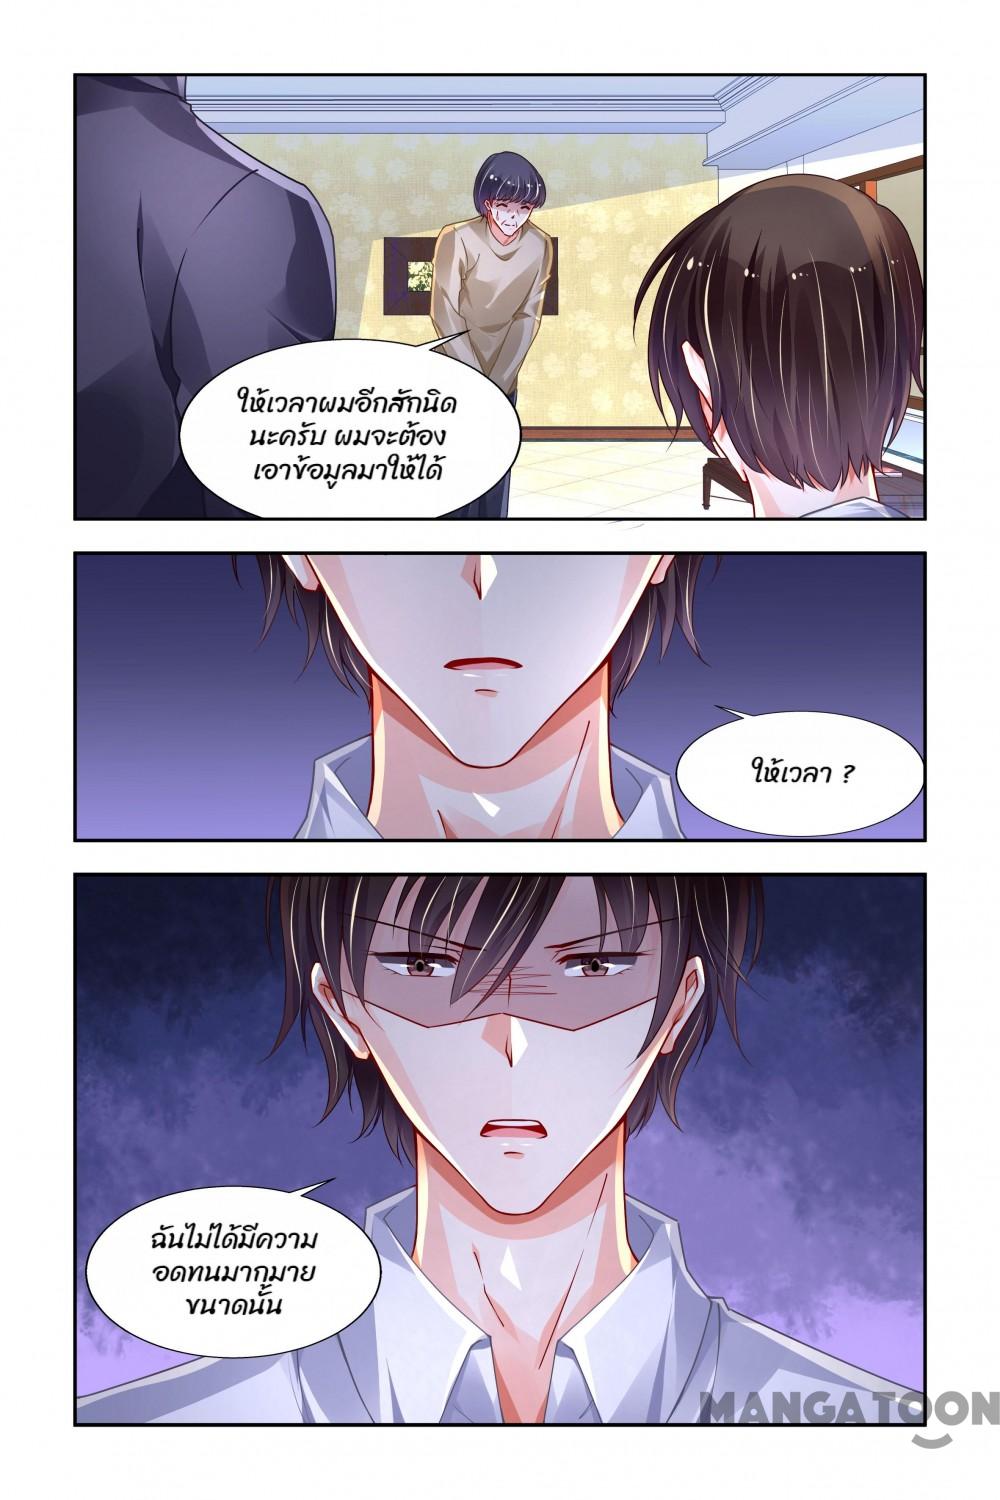 ให้เวลาผมอีกสักนิด
นะครับ ผมจะต้อง
เอาข้อมูลมาให้ได้
ให้เวลา ?
ฉันไม่ได้มีความ
อดทนมากมาย
ขนาดนั้น
MANGATOON